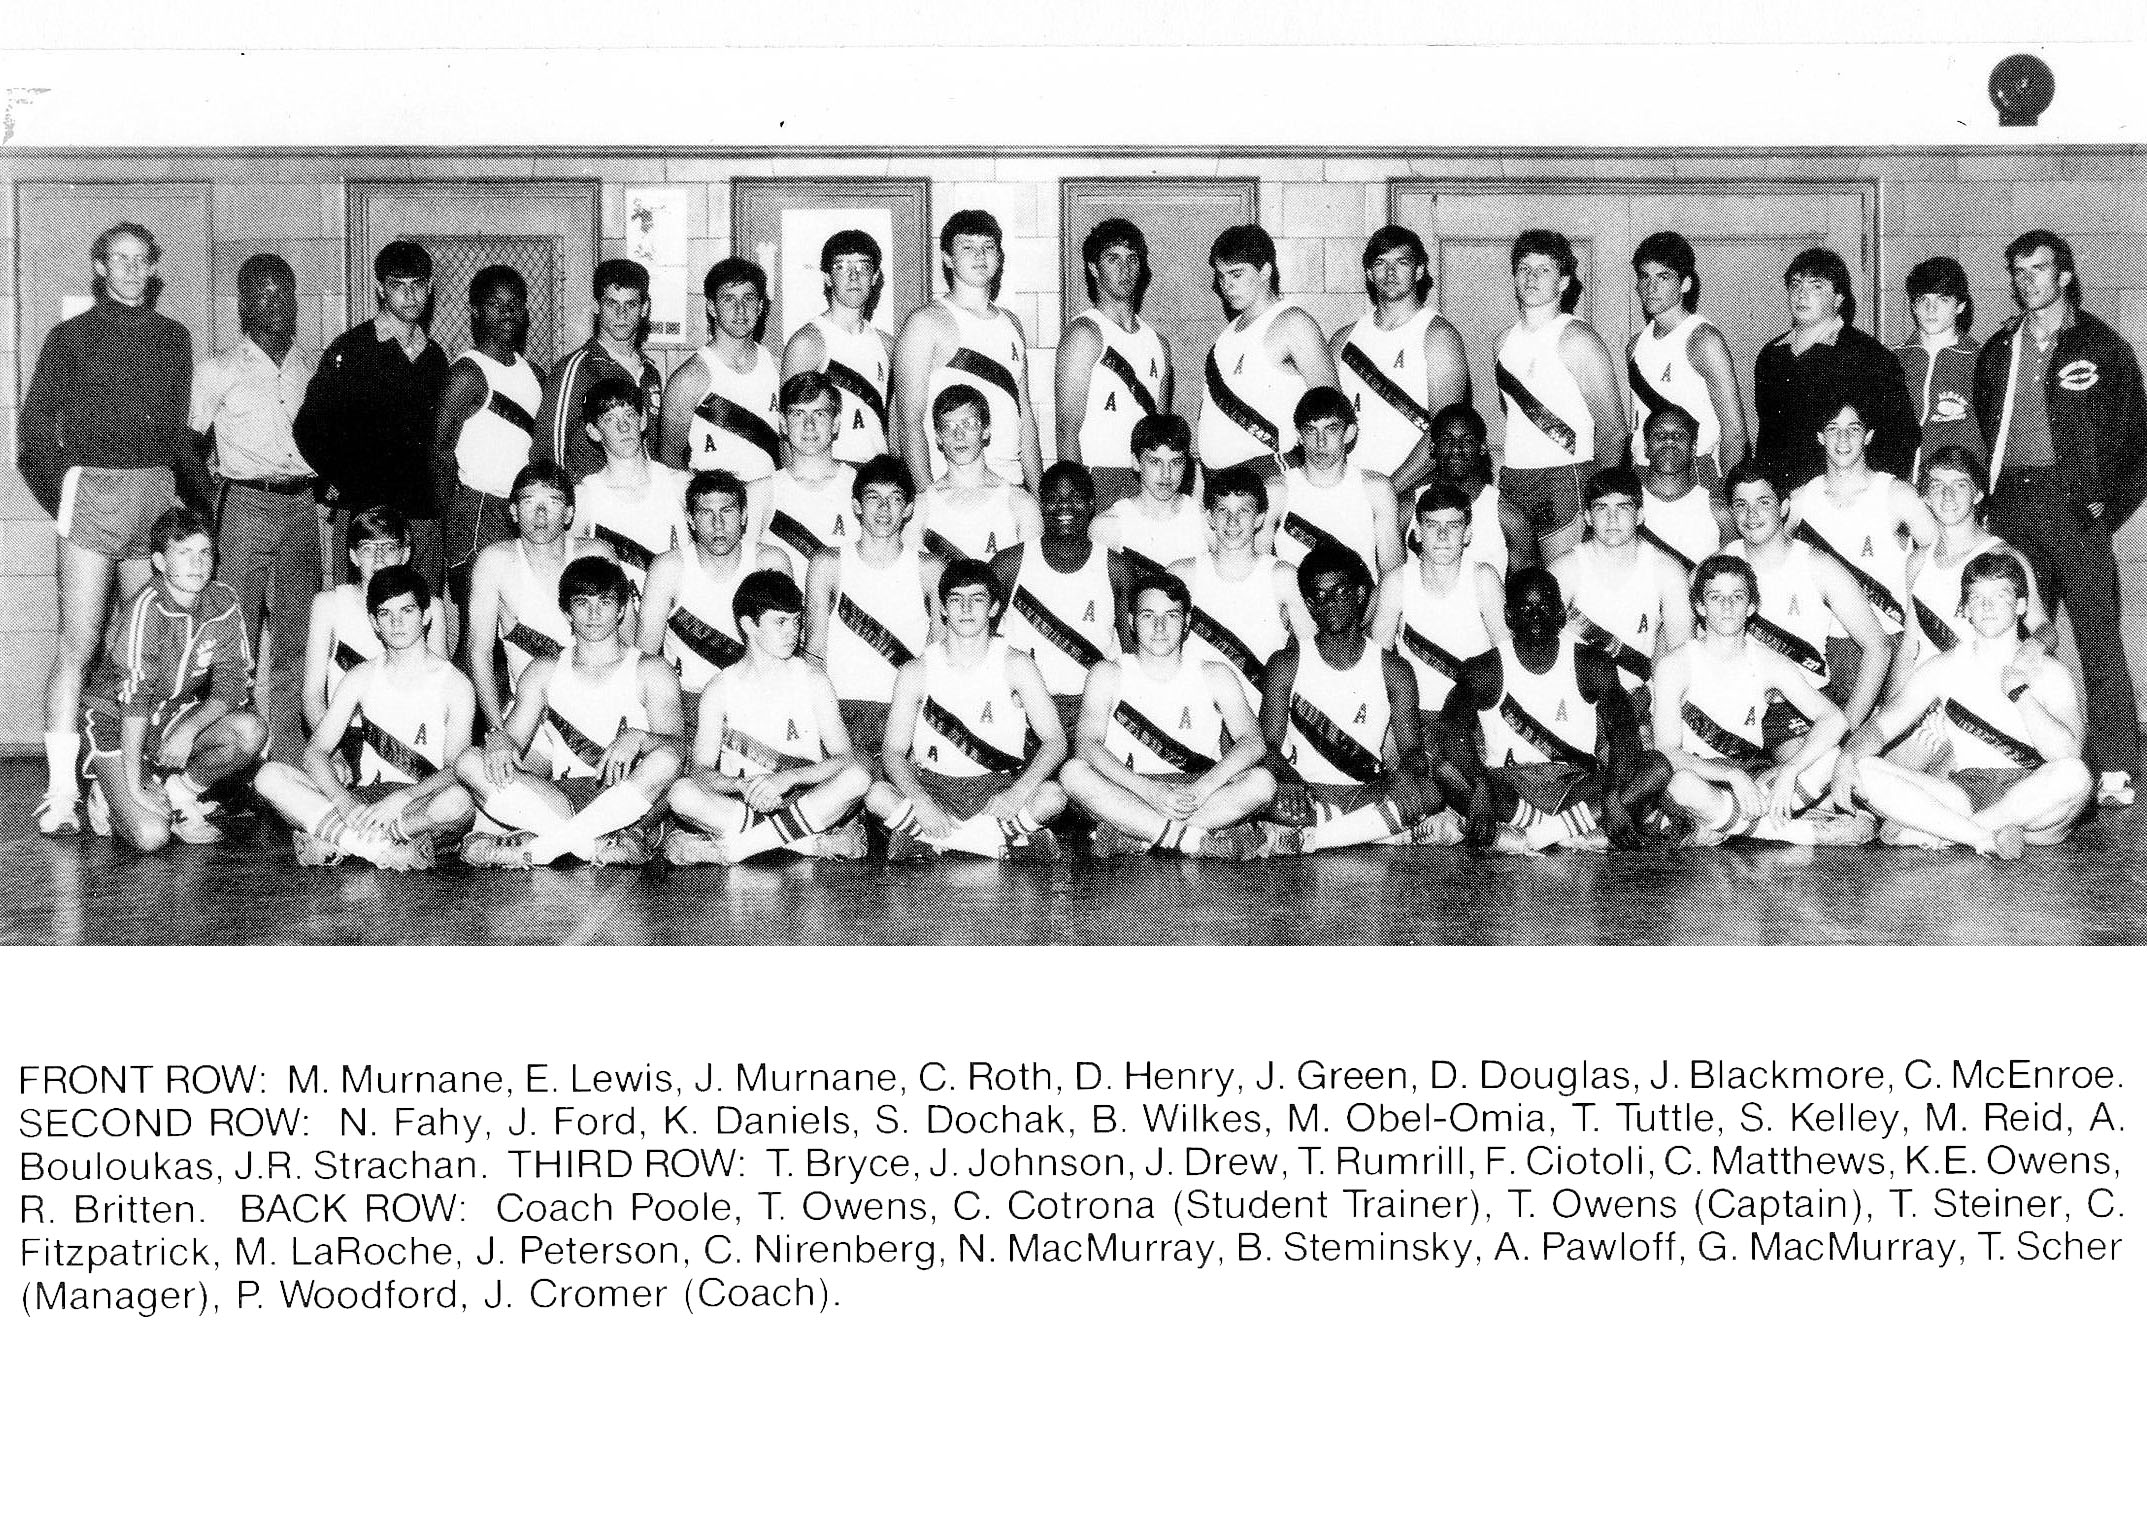 FRONT ROW: M. Murnane, E. Lewis, J. Murnane, C. Roth, D. Henry, J. Green, D. Douglas, J. Blackmore, C. McEnroe.
SECOND ROW: N. Fahy, J. Ford, K. Daniels, S. Dochak, B. Wilkes, M. Obel-Omia, T. Tuttle, S. Kelley, M. Reid, A.
Bouloukas, J.R. Strachan. THIRD ROW: T. Bryce, J. Johnson, J. Drew, T. Rumrill, F. Ciotoli, C. Matthews, K.E. Owens,
R. Britten. BACK ROW: Coach Poole, T. Owens, C. Cotrona (Student Trainer), T. Owens (Captain), T. Steiner, C.
Fitzpatrick, M. LaRoche, J. Peterson, C. Nirenberg, N. MacMurray, B. Steminsky, A. Pawloff, G. MacMurray, T. Scher
(Manager), P. Woodford, J. Cromer (Coach).